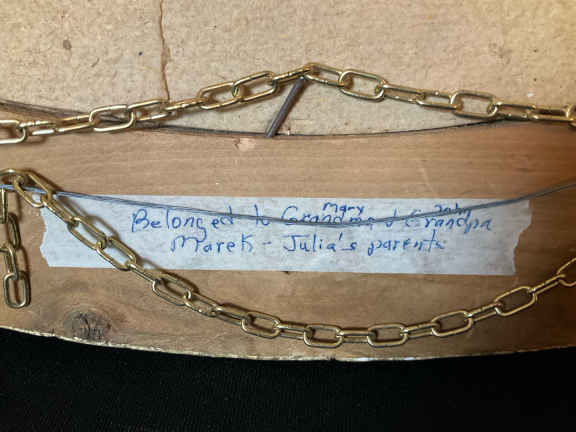 Mary John
Belonged to Grandma & Grandpa
Marek - Julia's parents